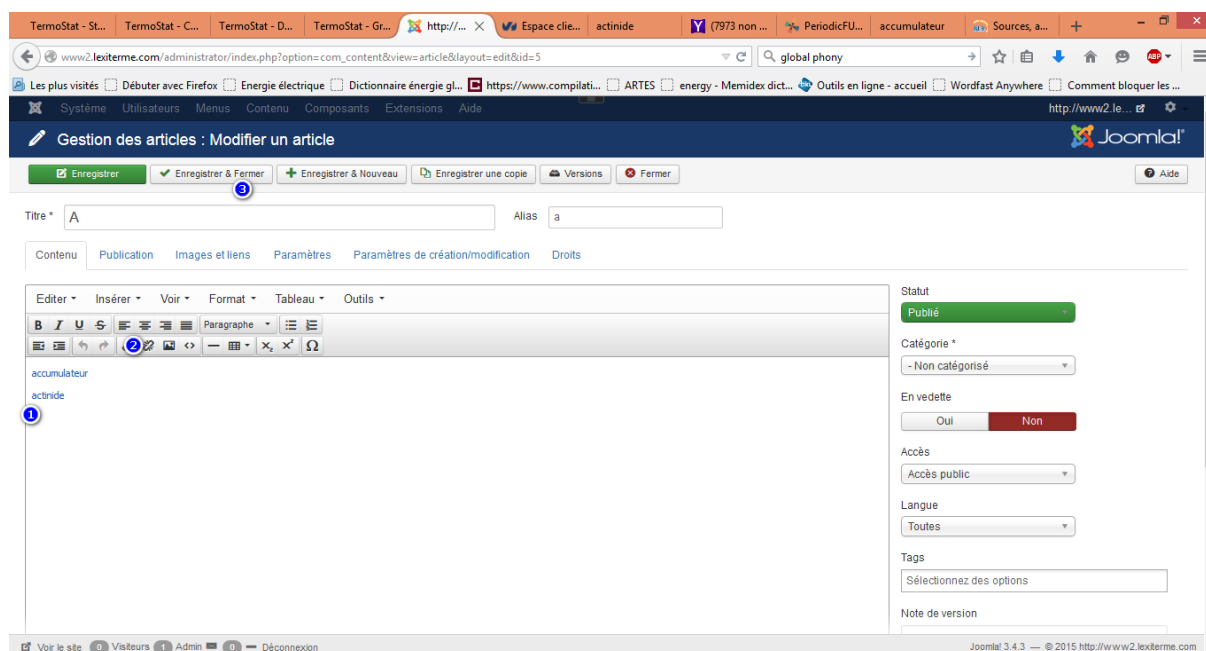 TermoStat - St... TermoStat - C... TermoStat - D... TermoStat - Gr... http://... Espace clie... actinide (7973 non ... PeriodicFU... accumulateur Sources, a...
www2.lexiterme.com/administrator/index.php?option=com_content&view=article&layout=edit&id=5 global phony ABP
Les plus visités Débuter avec Firefox Energie électrique Dictionnaire énergie gl... https://www.compilati... ARTES energy - Memidex dict... Outils en ligne - accueil Wordfast Anywhere Comment bloquer les ...
Système Utilisateurs Menus Contenu Composants Extensions Aide http://www2.le...
Gestion des articles : Modifier un article Joomla!
Enregistrer Enregistrer & Fermer Enregistrer & Nouveau Enregistrer une copie Versions Fermer Aide
3
Titre * A Alias a
Contenu Publication Images et liens Paramètres Paramètres de création/modification Droits
Editer Insérer Voir Format Tableau Outils
B I U S Paragraphe
2 X₂ X² Ω
accumulateur
actinide
1
Statut
Publié
Catégorie *
- Non catégorisé
En vedette
Oui Non
Accès
Accès public
Langue
Toutes
Tags
Sélectionnez des options
Note de version
Voir le site 0 Visiteurs 1 Admin 0 Déconnexion Joomla! 3.4.3 — © 2015 http://www2.lexiterme.com